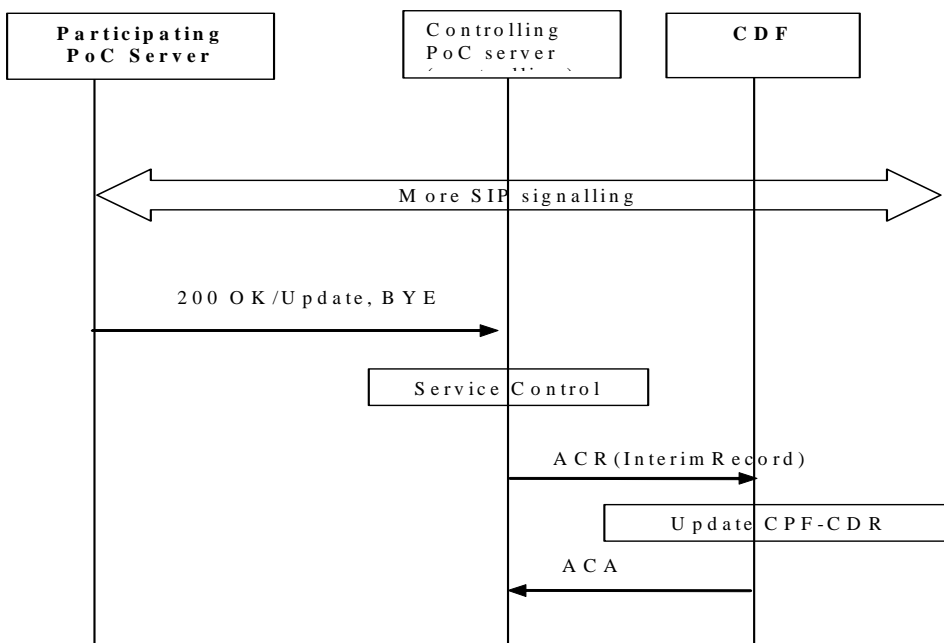 Participating
PoC Server
Controlling
PoC server
CDF
More SIP signalling
200 OK/Update, BYE
Service Control
ACR(Interim Record)
Update CPF-CDR
ACA